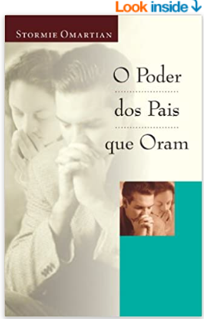 Look inside
STORMIE OMARTIAN
O Poder
dos Pais
que Oram